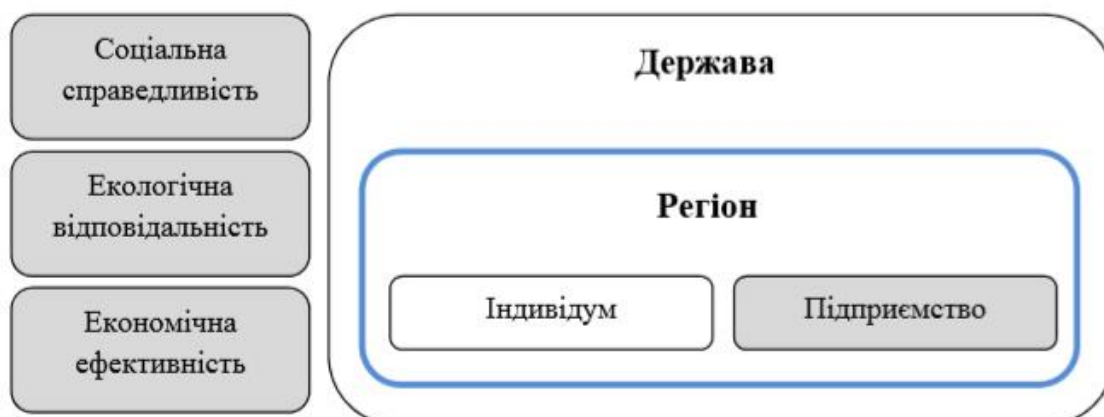 Соціальна
справедливість
Екологічна
відповідальність
Економічна
ефективність
Держава
Регіон
Індивідум
Підприємство